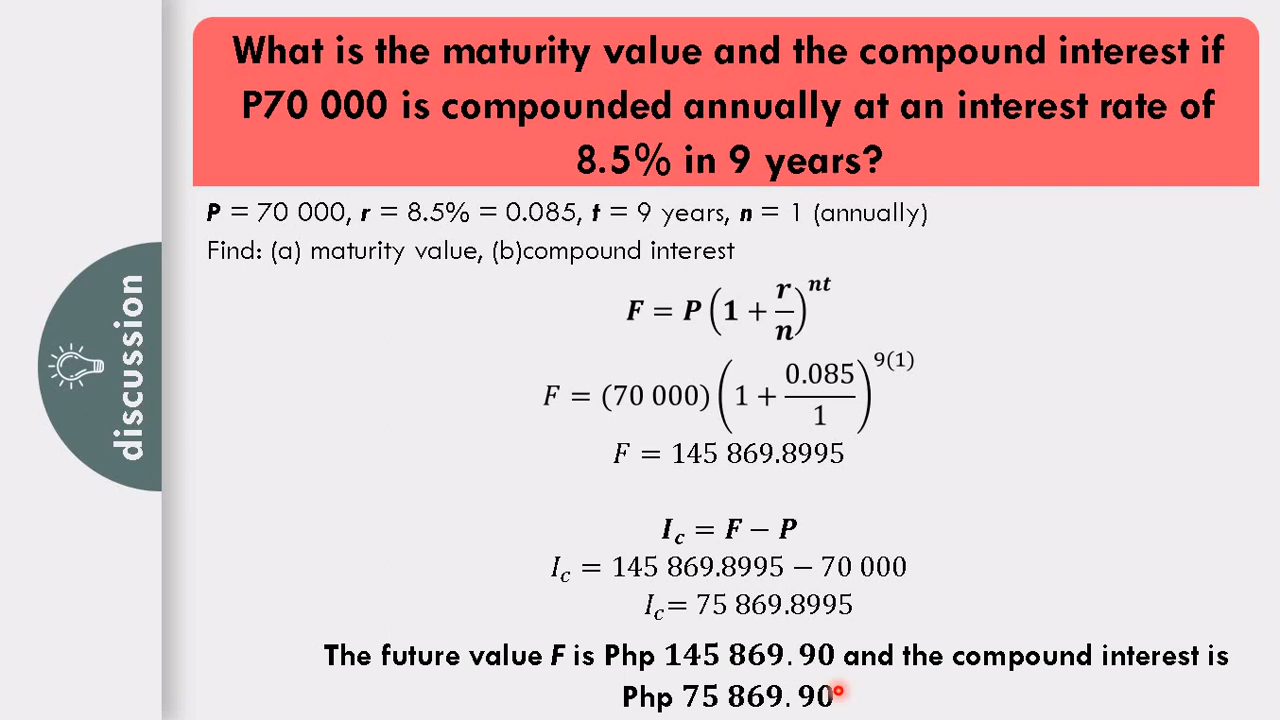 What is the maturity value and the compound interest if
P70 000 is compounded annually at an interest rate of
8.5% in 9 years?
P = 70 000, r = 8.5% = 0.085, t = 9 years, n = 1 (annually)
Find: (a) maturity value, (b)compound interest
F = P(1 + r/n)^nt
F = (70 000)(1 + 0.085/1)^9(1)
F = 145 869.8995
I_c = F − P
I_c = 145 869.8995 − 70 000
I_c= 75 869.8995
The future value F is Php 145 869.90 and the compound interest is
Php 75 869.90
discussion